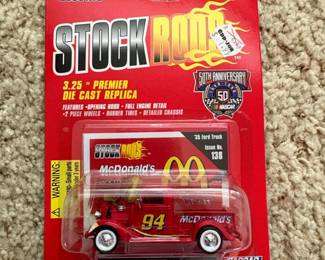 STOCK RODS
3.25" PREMIER
DIE CAST REPLICA
FEATURES •OPENING HOOD • FULL ENGINE DETAIL
•2 PIECE WHEELS • RUBBER TIRES • DETAILED CHASSIS
50TH ANNIVERSARY
50
NASCAR
WARNING:
STOCK RODS
'35 Ford Truck
Issue No.
138
McDonald's
94
McDonald's